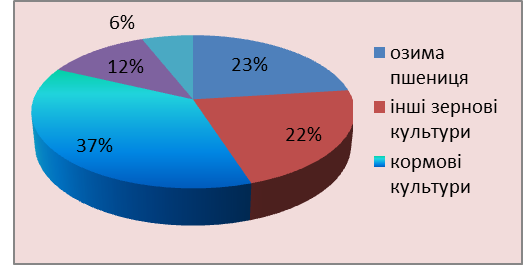 6%
12%
23%
37%
22%
озима
пшениця
інші зернові
культури
кормові
культури